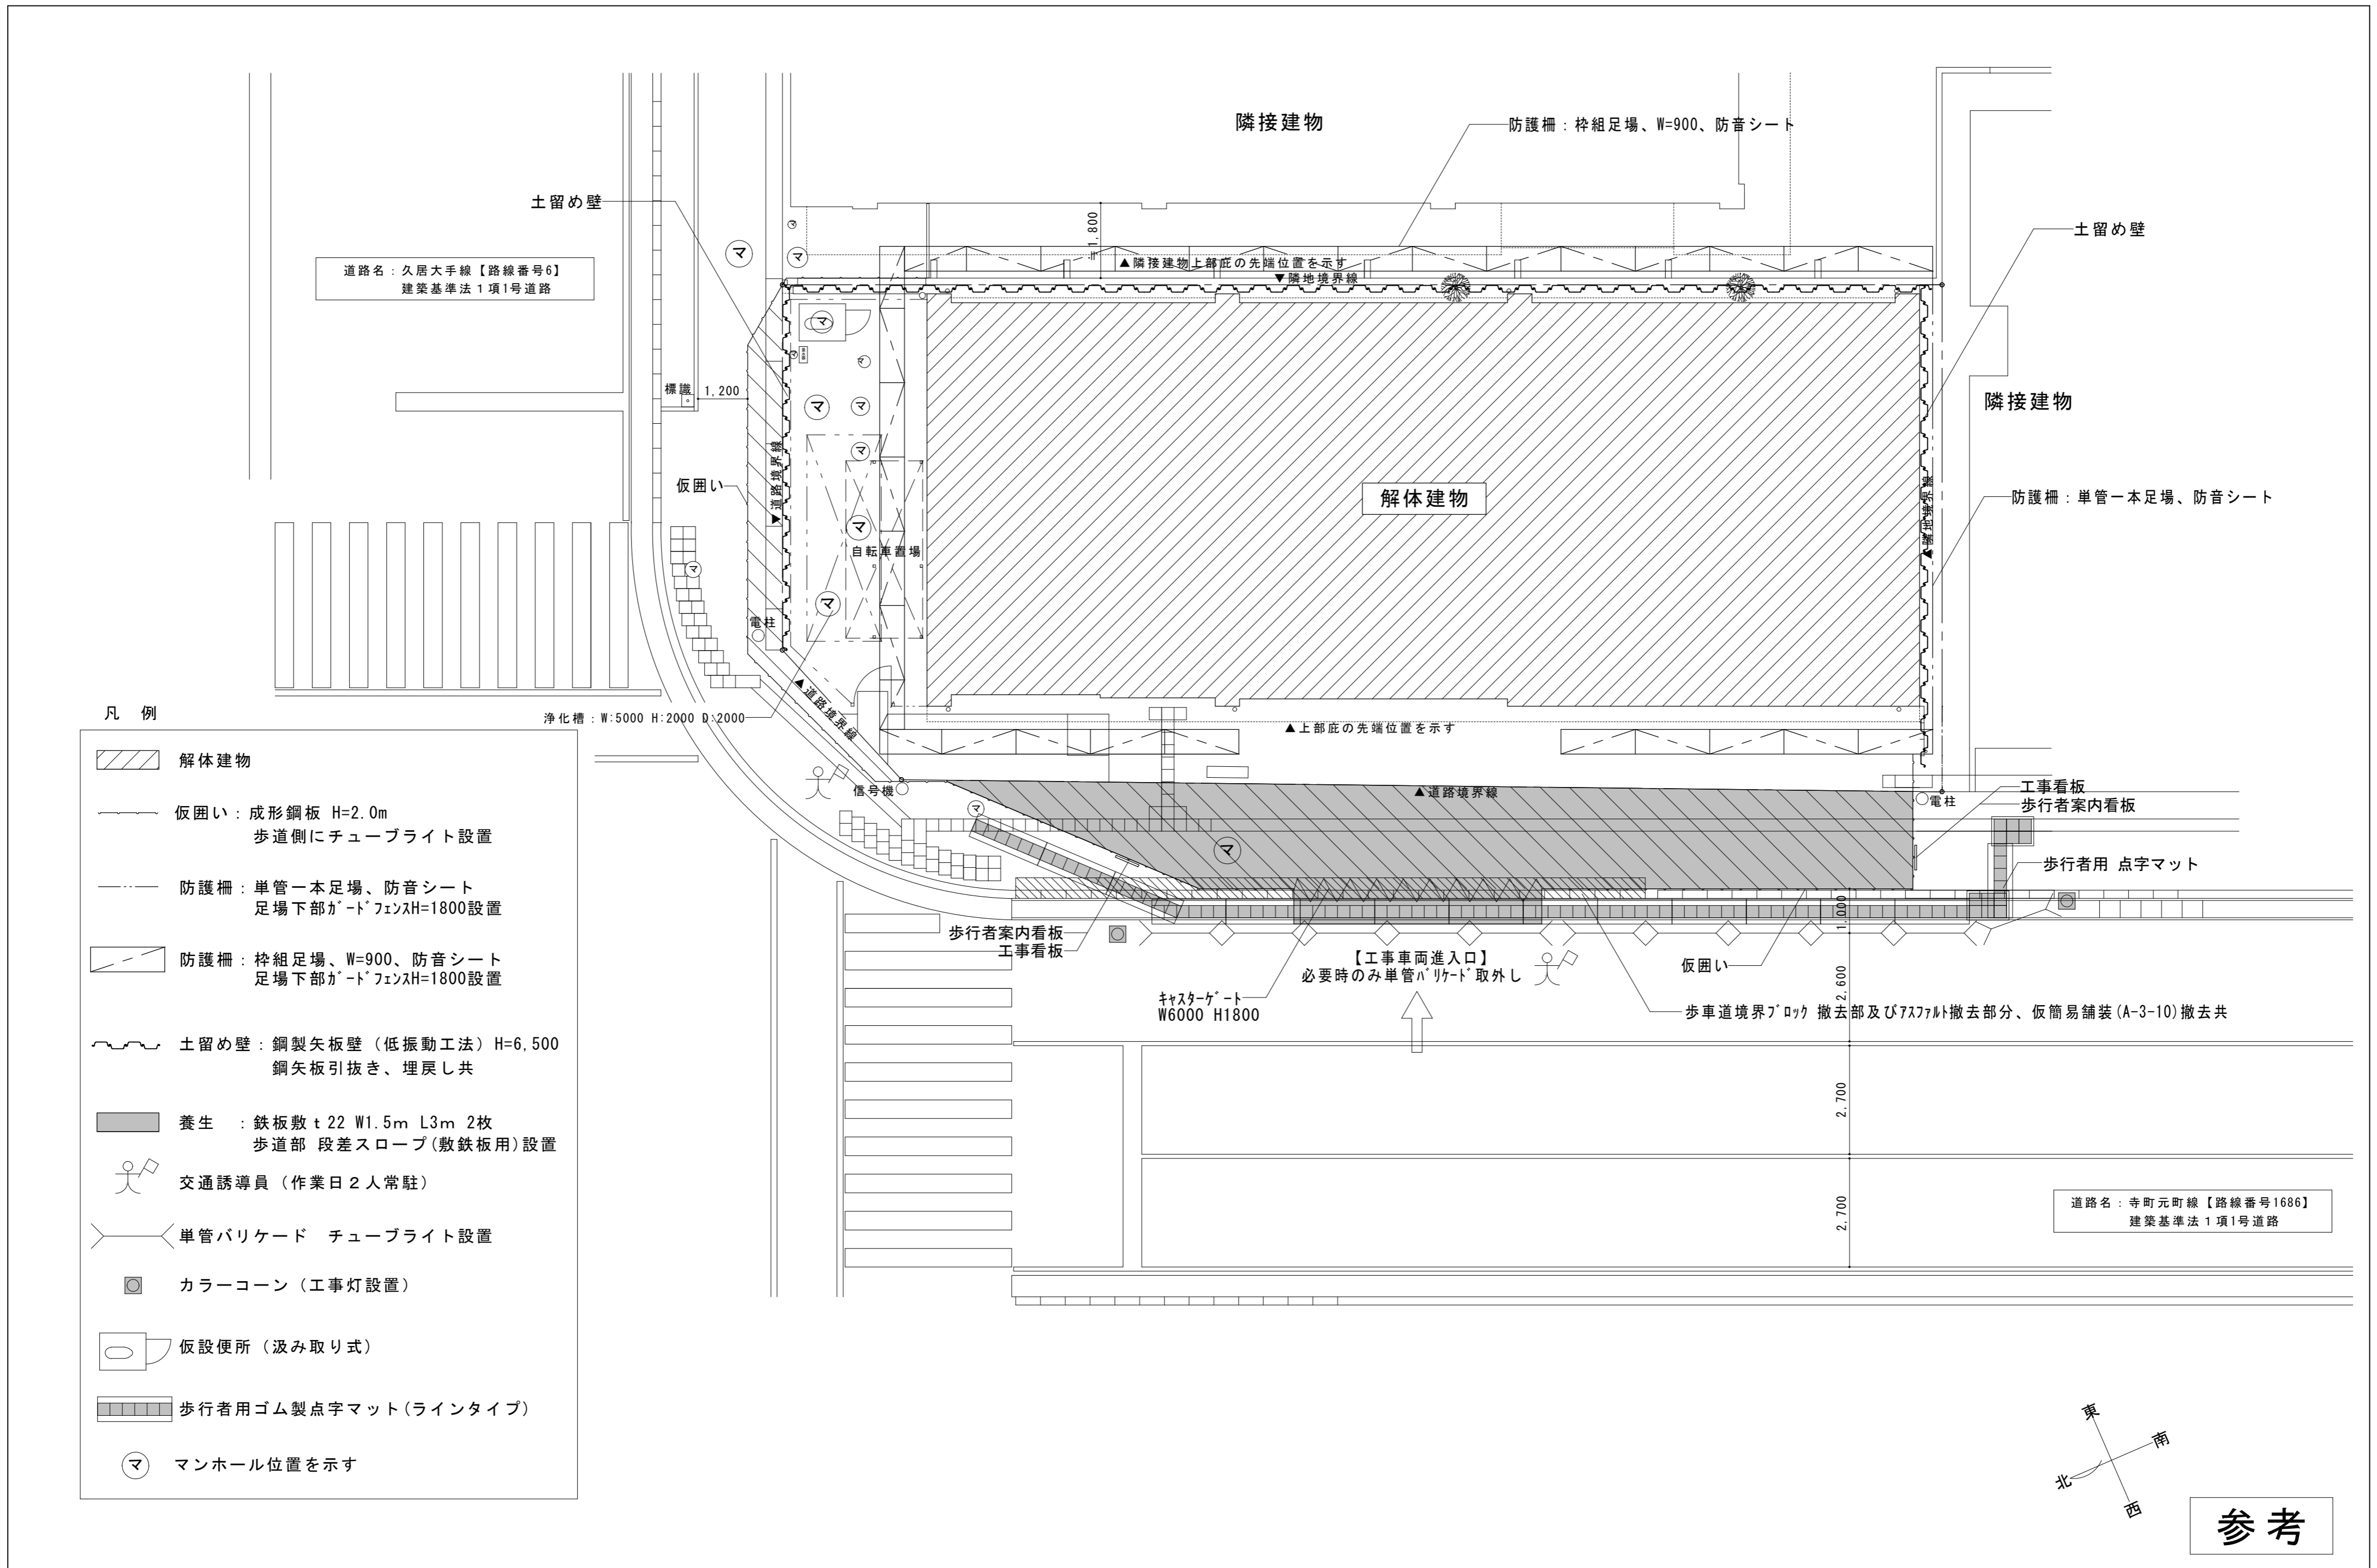 隣接建物
防護柵：枠組足場、W=900、防音シート
土留め壁
≒1,800
土留め壁
道路名：久居大手線【路線番号6】
建築基準法１項1号道路
▲隣接建物上部庇の先端位置を示す
▼隣地境界線
マ
マ
マ
マ
マ
マ
標識
1,200
マ
マ
隣接建物
▼道路境界線
マ
仮囲い
解体建物
▲隣地境界線
防護柵：単管一本足場、防音シート
マ
自転車置場
マ
マ
電柱
▲道路境界線
浄化槽：W:5000 H:2000 D:2000
▲上部庇の先端位置を示す
信号機
▲道路境界線
電柱
工事看板
歩行者案内看板
マ
マ
歩行者用 点字マット
歩行者案内看板
工事看板
1,000
【工事車両進入口】
必要時のみ単管ﾊﾞﾘｹｰﾄﾞ取外し
仮囲い
2,600
ｷｬｽﾀｰｹﾞｰﾄ
W6000 H1800
歩車道境界ﾌﾞﾛｯｸ 撤去部及びｱｽﾌｧﾙﾄ撤去部分、仮簡易舗装(A-3-10)撤去共
2,700
2,700
道路名：寺町元町線【路線番号1686】
建築基準法１項1号道路
凡 例
解体建物
仮囲い：成形鋼板 H=2.0m
歩道側にチューブライト設置
防護柵：単管一本足場、防音シート
足場下部ｶﾞｰﾄﾞﾌｪﾝｽH=1800設置
防護柵：枠組足場、W=900、防音シート
足場下部ｶﾞｰﾄﾞﾌｪﾝｽH=1800設置
土留め壁：鋼製矢板壁（低振動工法）H=6,500
鋼矢板引抜き、埋戻し共
養生 ：鉄板敷ｔ22 W1.5ｍ L3ｍ 2枚
歩道部 段差スロープ(敷鉄板用)設置
交通誘導員（作業日２人常駐）
単管バリケード チューブライト設置
カラーコーン（工事灯設置）
仮設便所（汲み取り式）
歩行者用ゴム製点字マット(ラインタイプ)
マ
マンホール位置を示す
東
南
北
西
参考